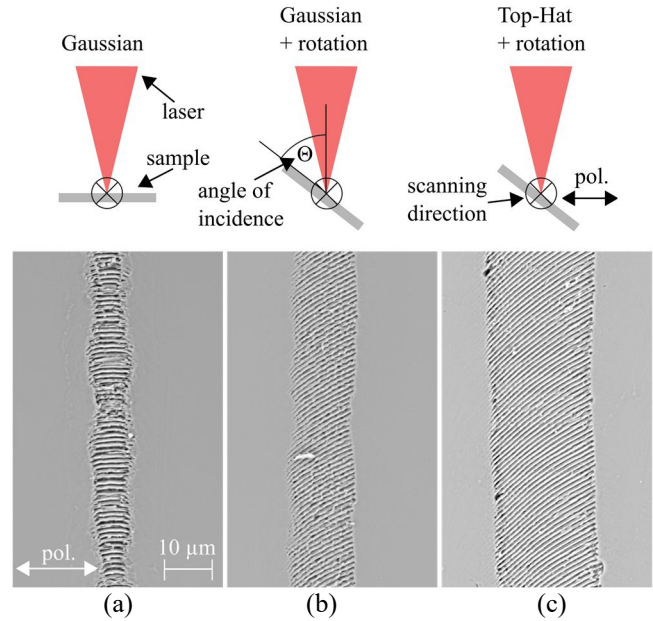 Gaussian
Gaussian
+ rotation
Top-Hat
+ rotation
laser
sample
Θ
angle of
incidence
scanning
direction
pol.
pol.
10 µm
(a)
(b)
(c)